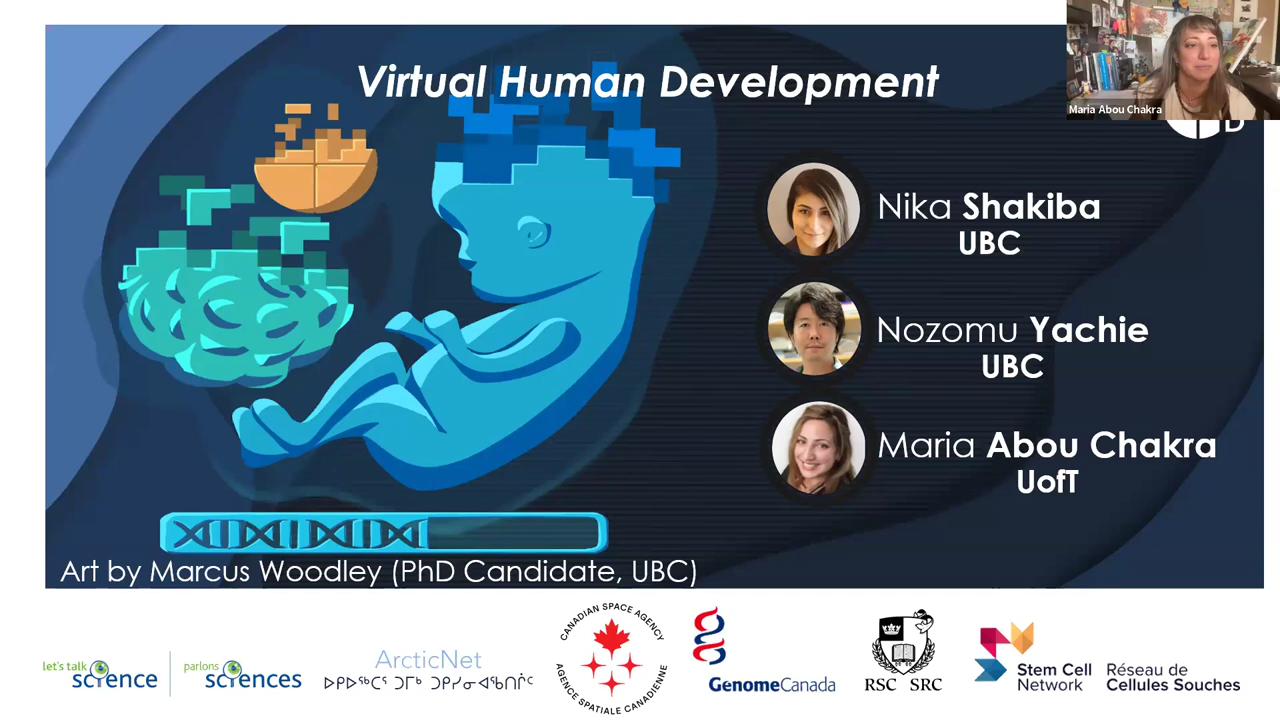 Virtual Human Development
Maria Abou Chakra
D
Nika Shakiba
UBC
Nozomu Yachie
UBC
Maria Abou Chakra
UofT
Art by Marcus Woodley (PhD Candidate, UBC)
let's talk
science
parlons
sciences
ArcticNet
CANADIAN SPACE AGENCY
AGENCE SPATIALE CANADIENNE
GenomeCanada
RSC SRC
Stem Cell
Network
Réseau de
Cellules Souches